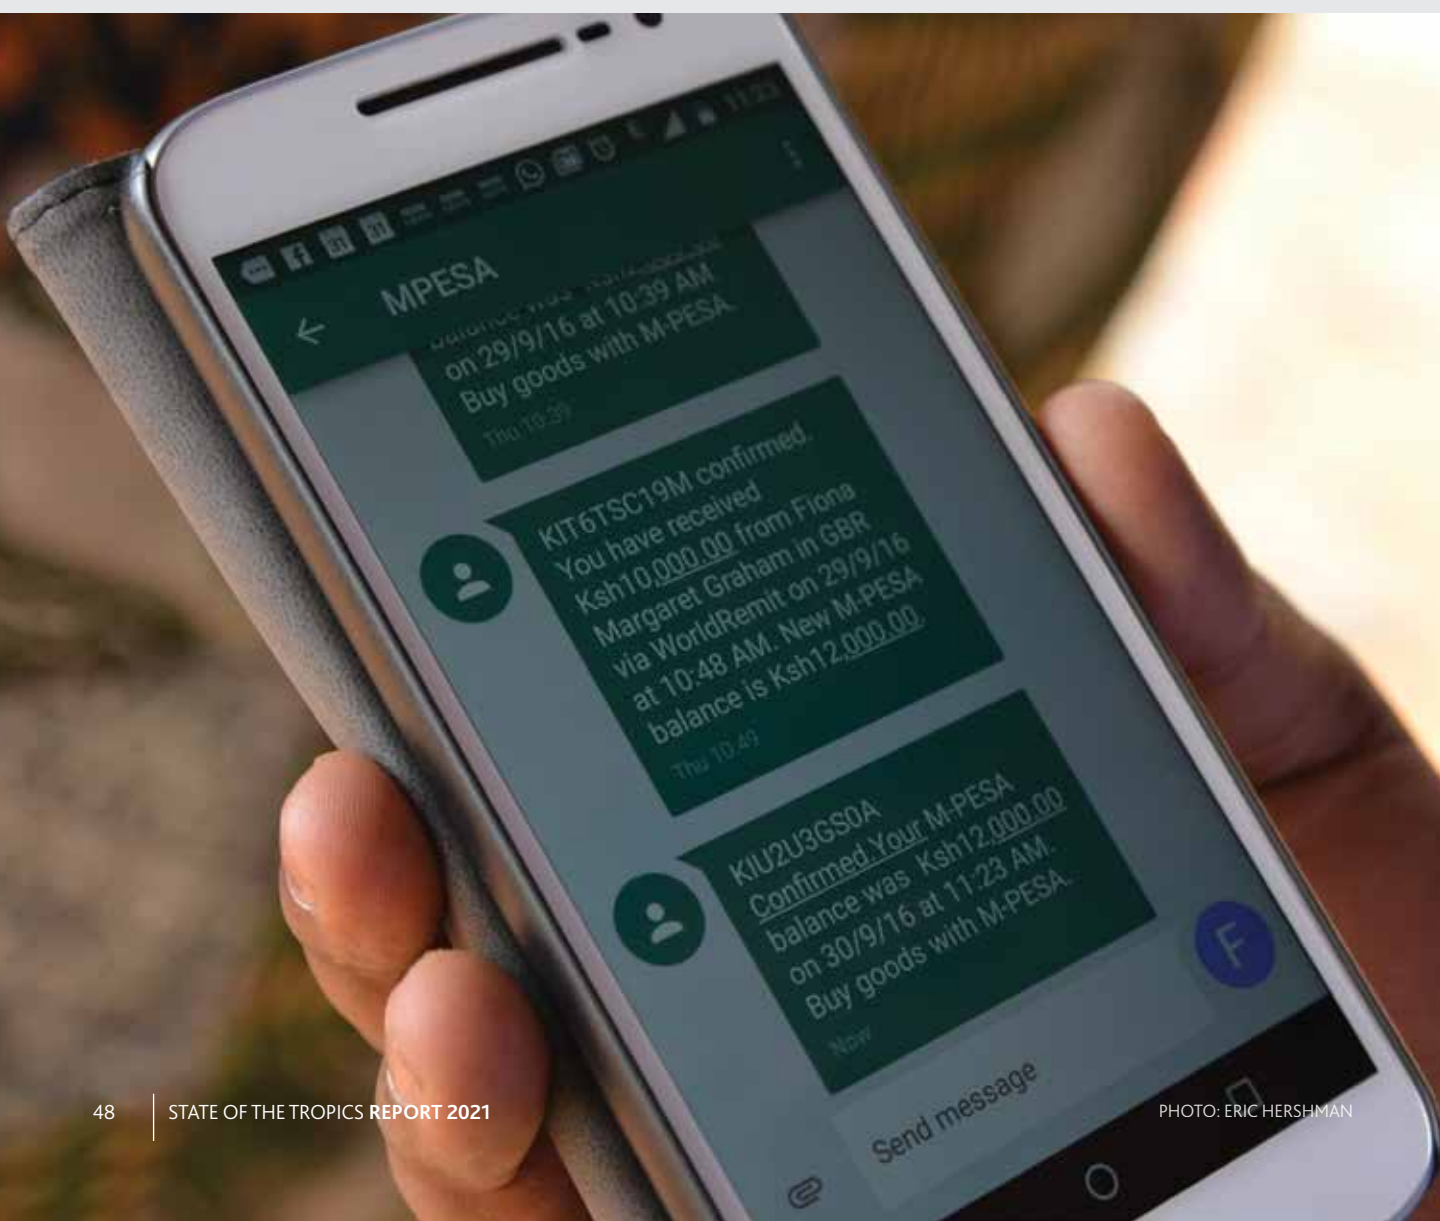 11:23
31 31
MPESA
on 29/9/16 at 10:39 AM.
Buy goods with M-PESA.
Thu 10:39
KIT6TSC19M confirmed.
You have received
Ksh10,000.00 from Fiona
Margaret Graham in GBR
via WorldRemit on 29/9/16
at 10:48 AM. New M-PESA
balance is Ksh12,000.00.
Thu 10:49
KIU2U3GS0A
Confirmed.Your M-PESA
balance was Ksh12,000.00
on 30/9/16 at 11:23 AM.
Buy goods with M-PESA.
Now
F
Send message
48 STATE OF THE TROPICS REPORT 2021
PHOTO: ERIC HERSHMAN